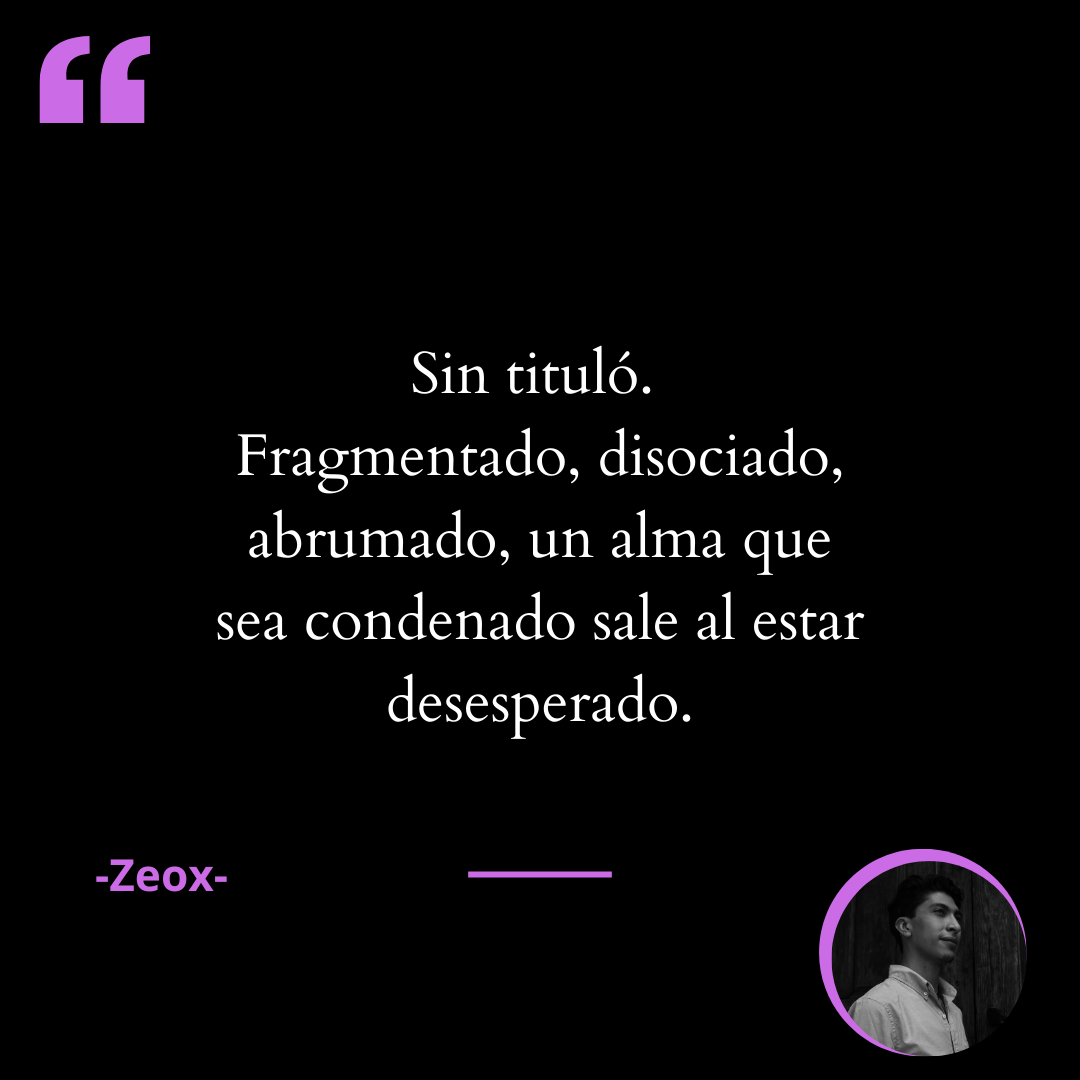 “
Sin tituló.
Fragmentado, disociado,
abrumado, un alma que
sea condenado sale al estar
desesperado.
-Zeox-